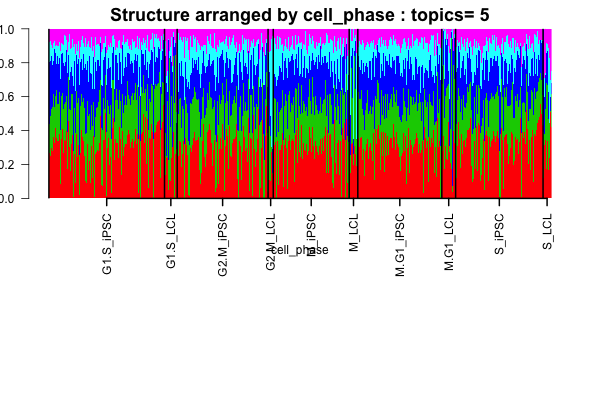 Structure arranged by cell_phase : topics= 5
1.0
0.8
0.6
0.4
0.2
0.0
G1.S_iPSC
G1.S_LCL
G2.M_iPSC
G2.M_LCL
M_iPSC
M_LCL
M.G1_iPSC
M.G1_LCL
S_iPSC
S_LCL
cell_phase